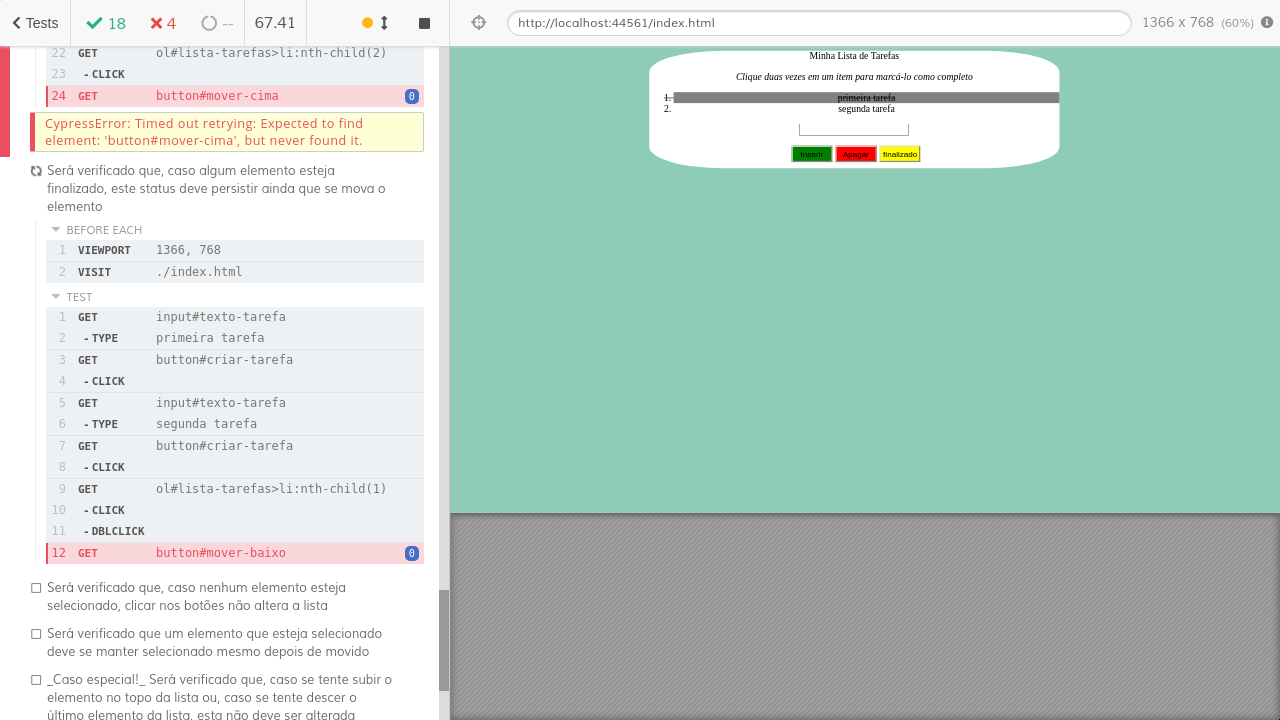 Tests 18 4 -- 67.41
http://localhost:44561/index.html 1366 x 768 (60%)
22 GET ol#lista-tarefas>li:nth-child(2)
23 - CLICK
24 GET button#mover-cima 0
CypressError: Timed out retrying: Expected to find
element: 'button#mover-cima', but never found it.
Será verificado que, caso algum elemento esteja
finalizado, este status deve persistir ainda que se mova o
elemento
BEFORE EACH
1 VIEWPORT 1366, 768
2 VISIT ./index.html
TEST
1 GET input#texto-tarefa
2 - TYPE primeira tarefa
3 GET button#criar-tarefa
4 - CLICK
5 GET input#texto-tarefa
6 - TYPE segunda tarefa
7 GET button#criar-tarefa
8 - CLICK
9 GET ol#lista-tarefas>li:nth-child(1)
10 - CLICK
11 - DBLCLICK
12 GET button#mover-baixo 0
Será verificado que, caso nenhum elemento esteja
selecionado, clicar nos botões não altera a lista
Será verificado que um elemento que esteja selecionado
deve se manter selecionado mesmo depois de movido
_Caso especial!_ Será verificado que, caso se tente subir o
elemento no topo da lista ou, caso se tente descer o
último elemento da lista, esta não deve ser alterada
Minha Lista de Tarefas
Clique duas vezes em um item para marcá-lo como completo
1. primeira tarefa
2. segunda tarefa
Inserir Apagar finalizado